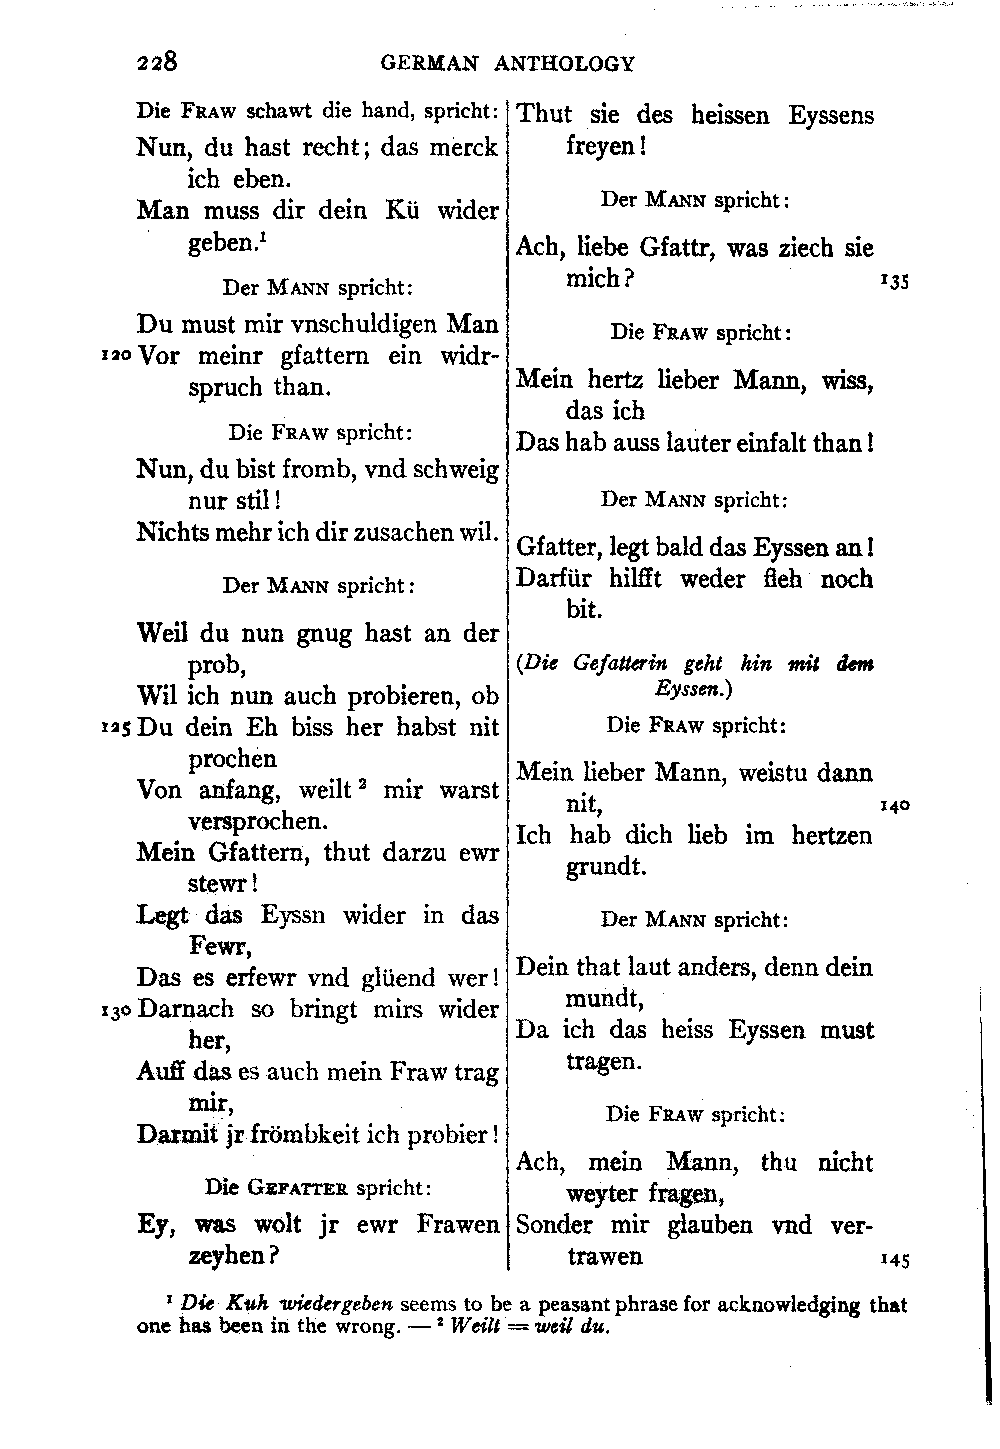 228 GERMAN ANTHOLOGY
Die FRAW schawt die hand, spricht:
Nun, du hast recht; das merck
ich eben.
Man muss dir dein Kü wider
geben.¹
Der MANN spricht:
Du must mir vnschuldigen Man
120 Vor meinr gfattern ein widr-
spruch than.
Die FRAW spricht:
Nun, du bist fromb, vnd schweig
nur stil!
Nichts mehr ich dir zusachen wil.
Der MANN spricht:
Weil du nun gnug hast an der
prob,
Wil ich nun auch probieren, ob
125 Du dein Eh biss her habst nit
prochen
Von anfang, weilt² mir warst
versprochen.
Mein Gfattern, thut darzu ewr
stewr!
Legt das Eyssn wider in das
Fewr,
Das es erfewr vnd glüend wer!
130 Darnach so bringt mirs wider
her,
Auff das es auch mein Fraw trag
mir,
Darmit jr frömbkeit ich probier!
Die GEFATTER spricht:
Ey, was wolt jr ewr Frawen
zeyhen?
Thut sie des heissen Eyssens
freyen!
Der MANN spricht:
Ach, liebe Gfattr, was ziech sie
mich? 135
Die FRAW spricht:
Mein hertz lieber Mann, wiss,
das ich
Das hab auss lauter einfalt than!
Der MANN spricht:
Gfatter, legt bald das Eyssen an!
Darfür hilfft weder fleh noch
bit.
(Die Gefatterin geht hin mit dem
Eyssen.)
Die FRAW spricht:
Mein lieber Mann, weistu dann
nit, 140
Ich hab dich lieb im hertzen
grundt.
Der MANN spricht:
Dein that laut anders, denn dein
mundt,
Da ich das heiss Eyssen must
tragen.
Die FRAW spricht:
Ach, mein Mann, thu nicht
weyter fragen,
Sonder mir glauben vnd ver-
trawen 145
¹ Die Kuh wiedergeben seems to be a peasant phrase for acknowledging that
one has been in the wrong. — ² Weilt = weil du.